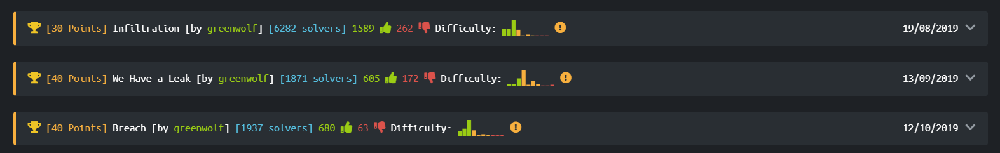 [30 Points] Infiltration [by greenwolf] [6282 solvers] 1589 262 Difficulty: 19/08/2019
[40 Points] We Have a Leak [by greenwolf] [1871 solvers] 605 172 Difficulty: 13/09/2019
[40 Points] Breach [by greenwolf] [1937 solvers] 680 63 Difficulty: 12/10/2019